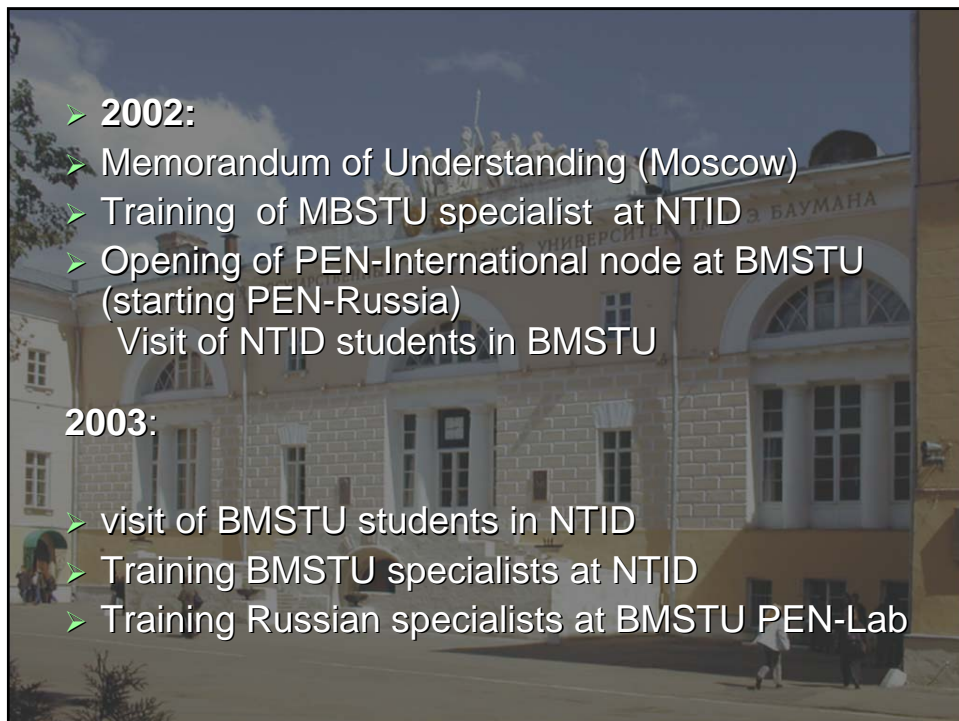 ➢ 2002:
➢ Memorandum of Understanding (Moscow)
➢ Training of MBSTU specialist at NTID
➢ Opening of PEN-International node at BMSTU
(starting PEN-Russia)
Visit of NTID students in BMSTU
2003:
➢ visit of BMSTU students in NTID
➢ Training BMSTU specialists at NTID
➢ Training Russian specialists at BMSTU PEN-Lab
УНИВЕРСИТЕТ Э БАУМАНА